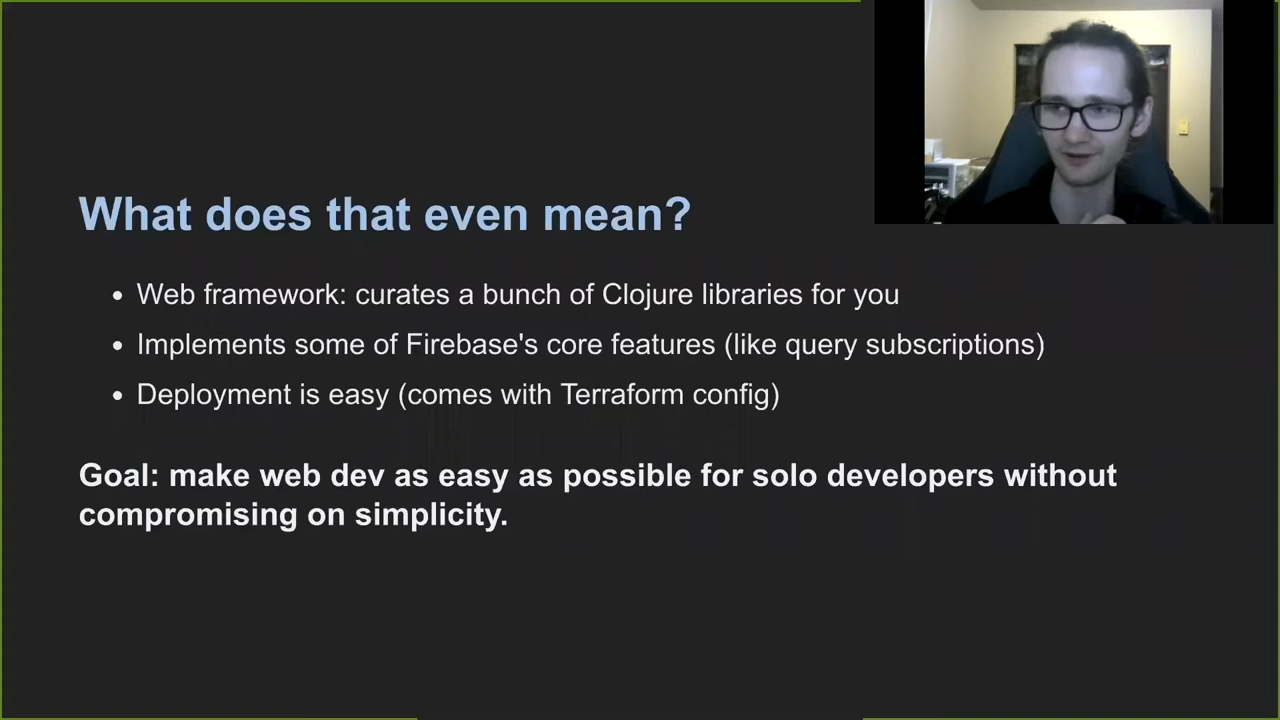 What does that even mean?
• Web framework: curates a bunch of Clojure libraries for you
• Implements some of Firebase's core features (like query subscriptions)
• Deployment is easy (comes with Terraform config)
Goal: make web dev as easy as possible for solo developers without
compromising on simplicity.